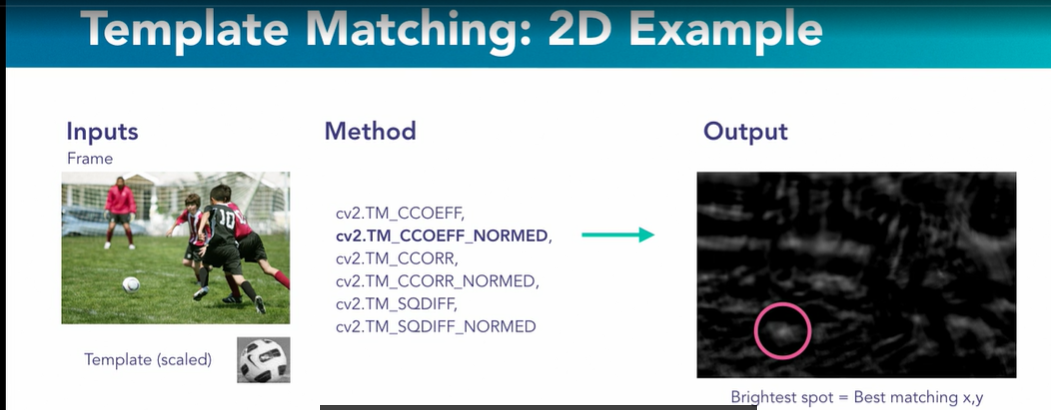 Template Matching: 2D Example
Inputs
Frame
Template (scaled)
Method
cv2.TM_CCOEFF,
cv2.TM_CCOEFF_NORMED,
cv2.TM_CCORR,
cv2.TM_CCORR_NORMED,
cv2.TM_SQDIFF,
cv2.TM_SQDIFF_NORMED
Output
Brightest spot = Best matching x,y